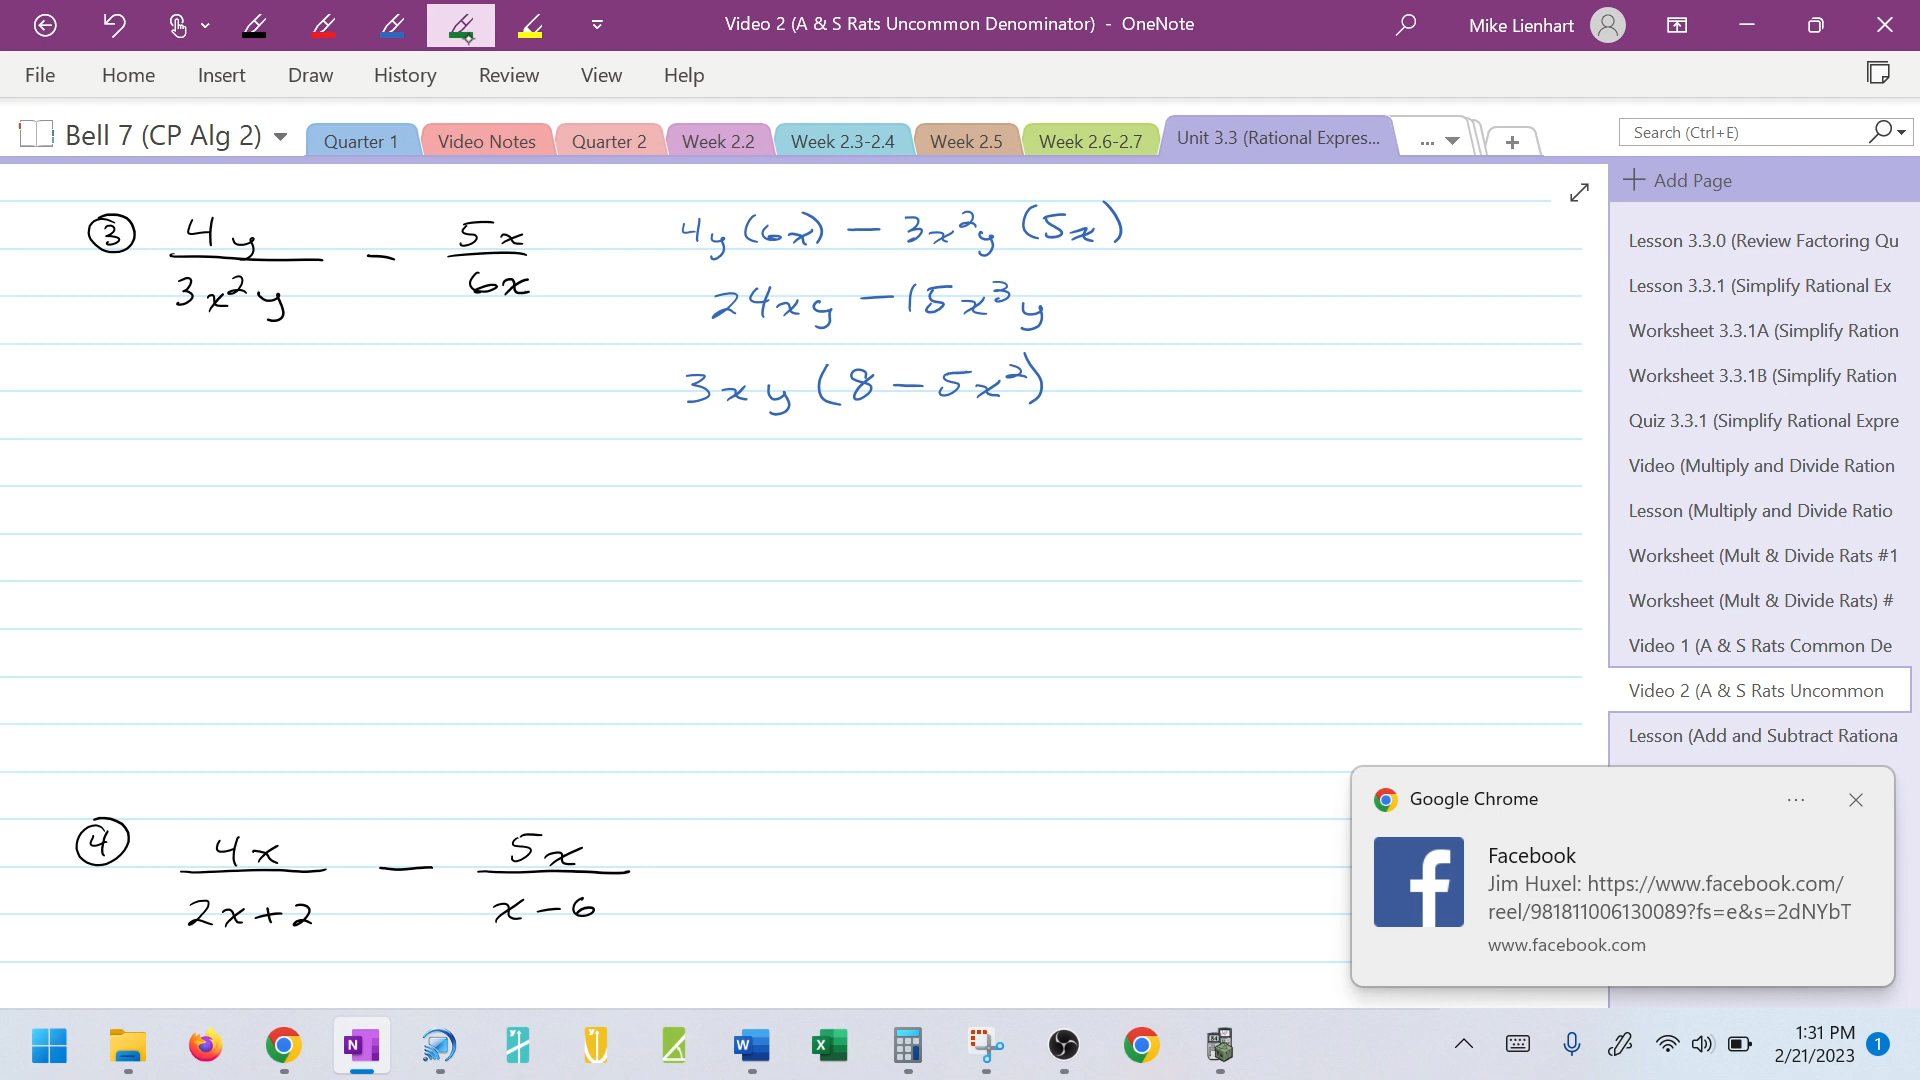 Video 2 (A & S Rats Uncommon Denominator) - OneNote
Mike Lienhart
File Home Insert Draw History Review View Help
Bell 7 (CP Alg 2)
Quarter 1 Video Notes Quarter 2 Week 2.2 Week 2.3-2.4 Week 2.5 Week 2.6-2.7 Unit 3.3 (Rational Expres... ...
Search (Ctrl+E)
Add Page
Lesson 3.3.0 (Review Factoring Qu
Lesson 3.3.1 (Simplify Rational Ex
Worksheet 3.3.1A (Simplify Ration
Worksheet 3.3.1B (Simplify Ration
Quiz 3.3.1 (Simplify Rational Expre
Video (Multiply and Divide Ration
Lesson (Multiply and Divide Ratio
Worksheet (Mult & Divide Rats #1
Worksheet (Mult & Divide Rats) #
Video 1 (A & S Rats Common De
Video 2 (A & S Rats Uncommon
Lesson (Add and Subtract Rationa
③ 4y/3x²y - 5x/6x
4y(6x) - 3x²y(5x)
24xy - 15x³y
3xy(8 - 5x²)
④ 4x/2x+2 - 5x/x-6
Google Chrome
Facebook
Jim Huxel: https://www.facebook.com/
reel/981811006130089?fs=e&s=2dNYbT
www.facebook.com
1:31 PM
2/21/2023
1